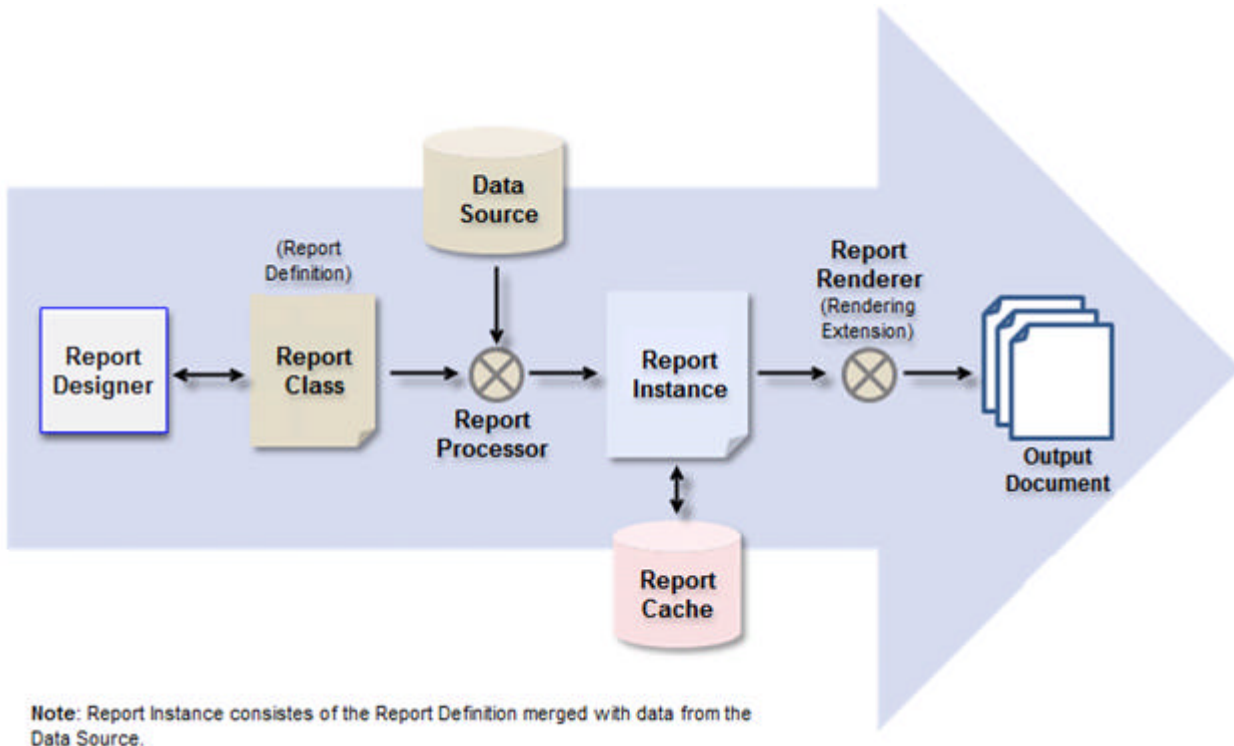 Data
Source
(Report
Definition)
Report
Renderer
(Rendering
Extension)
Report
Designer
Report
Class
Report
Processor
Report
Instance
Output
Document
Report
Cache
Note: Report Instance consistes of the Report Definition merged with data from the
Data Source.